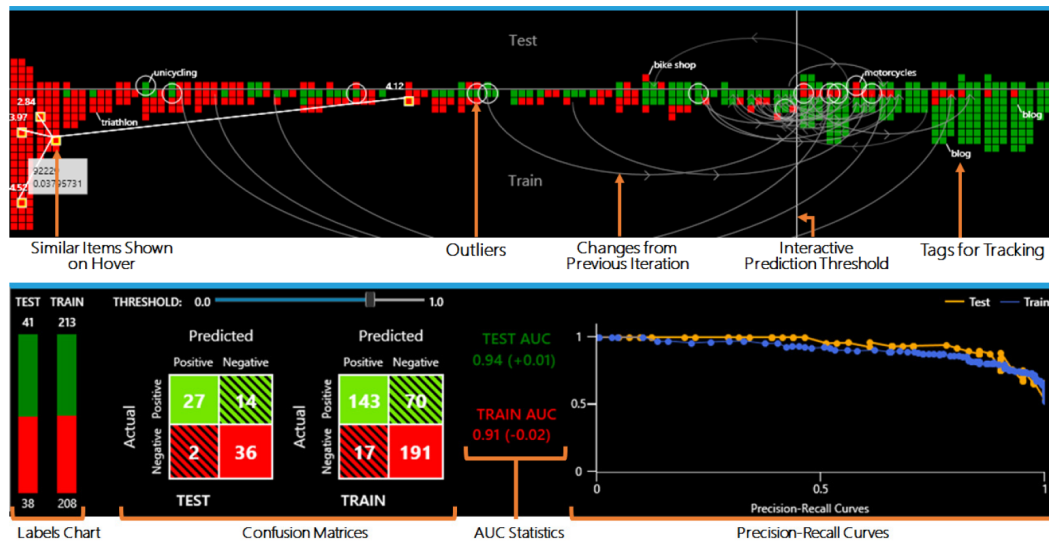 Test
unicycling
bike shop
motorcycles
4.12
2.84
3.97
triathlon
blog
blog
92229
0.03795731
Train
4.52
Similar Items Shown
on Hover
Outliers
Changes from
Previous Iteration
Interactive
Prediction Threshold
Tags for Tracking
TEST TRAIN
41 213
38 208
THRESHOLD: 0.0 1.0
Predicted
Positive Negative
Actual
Positive
Negative
27 14
2 36
TEST
Predicted
Positive Negative
Actual
Positive
Negative
143 70
17 191
TRAIN
TEST AUC
0.94 (+0.01)
TRAIN AUC
0.91 (-0.02)
Test Train
1
0.5
0
0 0.5 1
Precision-Recall Curves
Labels Chart
Confusion Matrices
AUC Statistics
Precision-Recall Curves